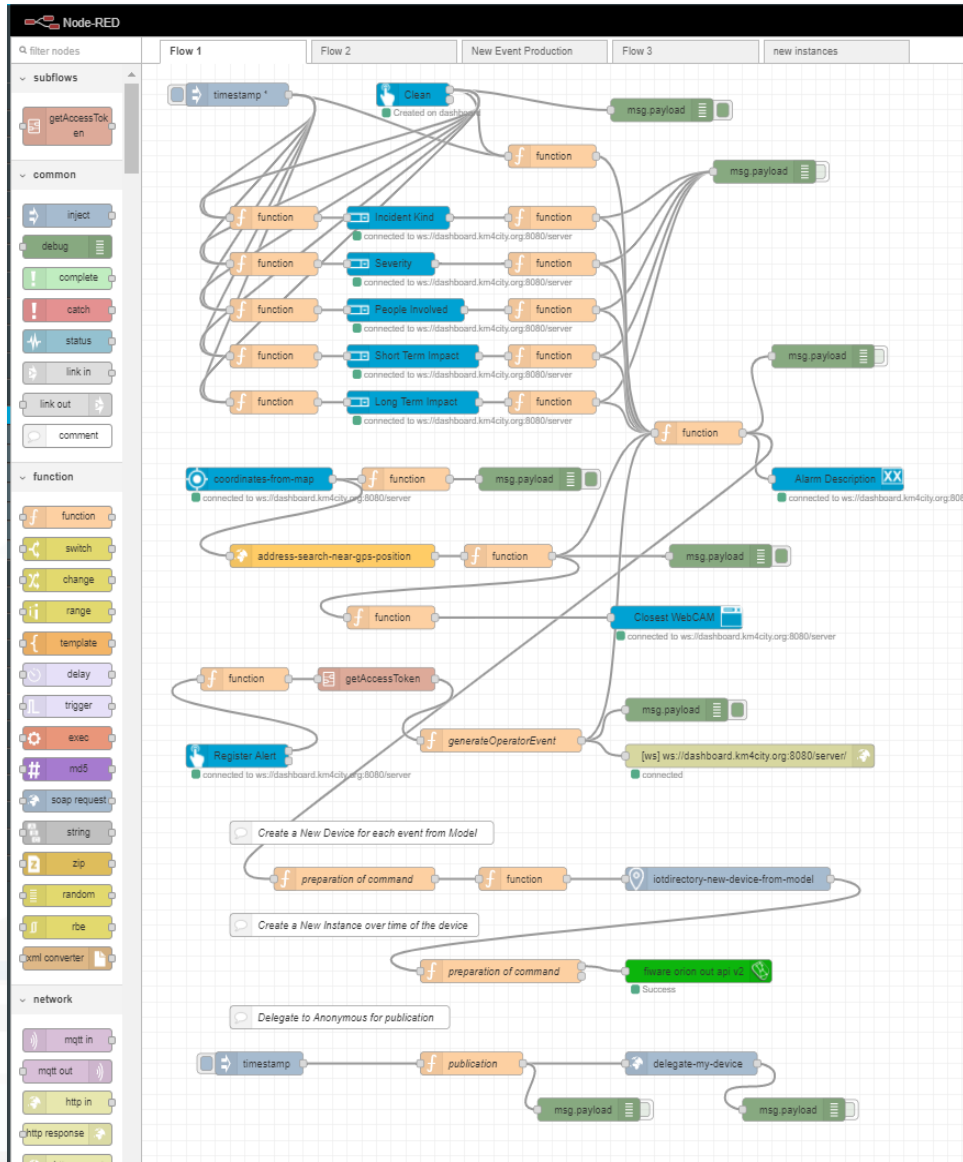 Node-RED
filter nodes
Flow 1
Flow 2
New Event Production
Flow 3
new instances
subflows
getAccessTok
en
common
inject
debug
complete
catch
status
link in
link out
comment
function
function
switch
change
range
template
delay
trigger
exec
md5
soap request
string
zip
random
rbe
xml converter
network
mqtt in
mqtt out
http in
http response
timestamp *
Clean
Created on dashboard
msg.payload
function
msg.payload
function
Incident Kind
function
connected to ws://dashboard.km4city.org:8080/server
function
Severity
function
connected to ws://dashboard.km4city.org:8080/server
function
People Involved
function
connected to ws://dashboard.km4city.org:8080/server
function
Short Term Impact
function
connected to ws://dashboard.km4city.org:8080/server
msg.payload
function
Long Term Impact
function
connected to ws://dashboard.km4city.org:8080/server
function
coordinates-from-map
function
msg.payload
Alarm Description
XX
connected to ws://dashboard.km4city.org:8080/server
connected to ws://dashboard.km4city.org:808
address-search-near-gps-position
function
msg.payload
function
Closest WebCAM
connected to ws://dashboard.km4city.org:8080/server
function
getAccessToken
msg.payload
generateOperatorEvent
Register Alert
connected to ws://dashboard.km4city.org:8080/server
[ws] ws://dashboard.km4city.org:8080/server/
connected
Create a New Device for each event from Model
preparation of command
function
iotdirectory-new-device-from-model
Create a New Instance over time of the device
preparation of command
fiware orion out api v2
Success
Delegate to Anonymous for publication
timestamp
publication
delegate-my-device
msg.payload
msg.payload